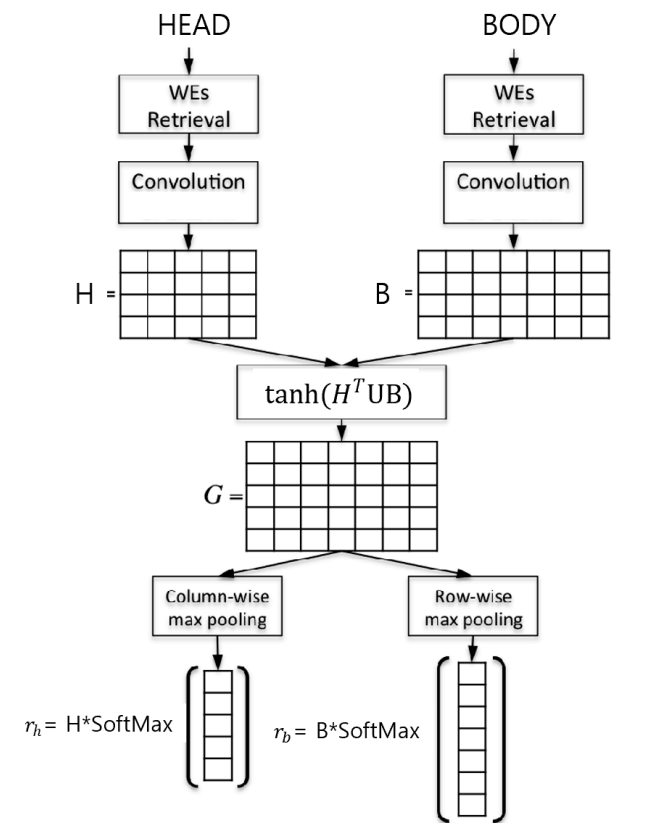 HEAD
BODY
WEs
Retrieval
WEs
Retrieval
Convolution
Convolution
H =
B =
tanh(HᵀUB)
G =
Column-wise
max pooling
Row-wise
max pooling
r_h = H*SoftMax
r_b = B*SoftMax